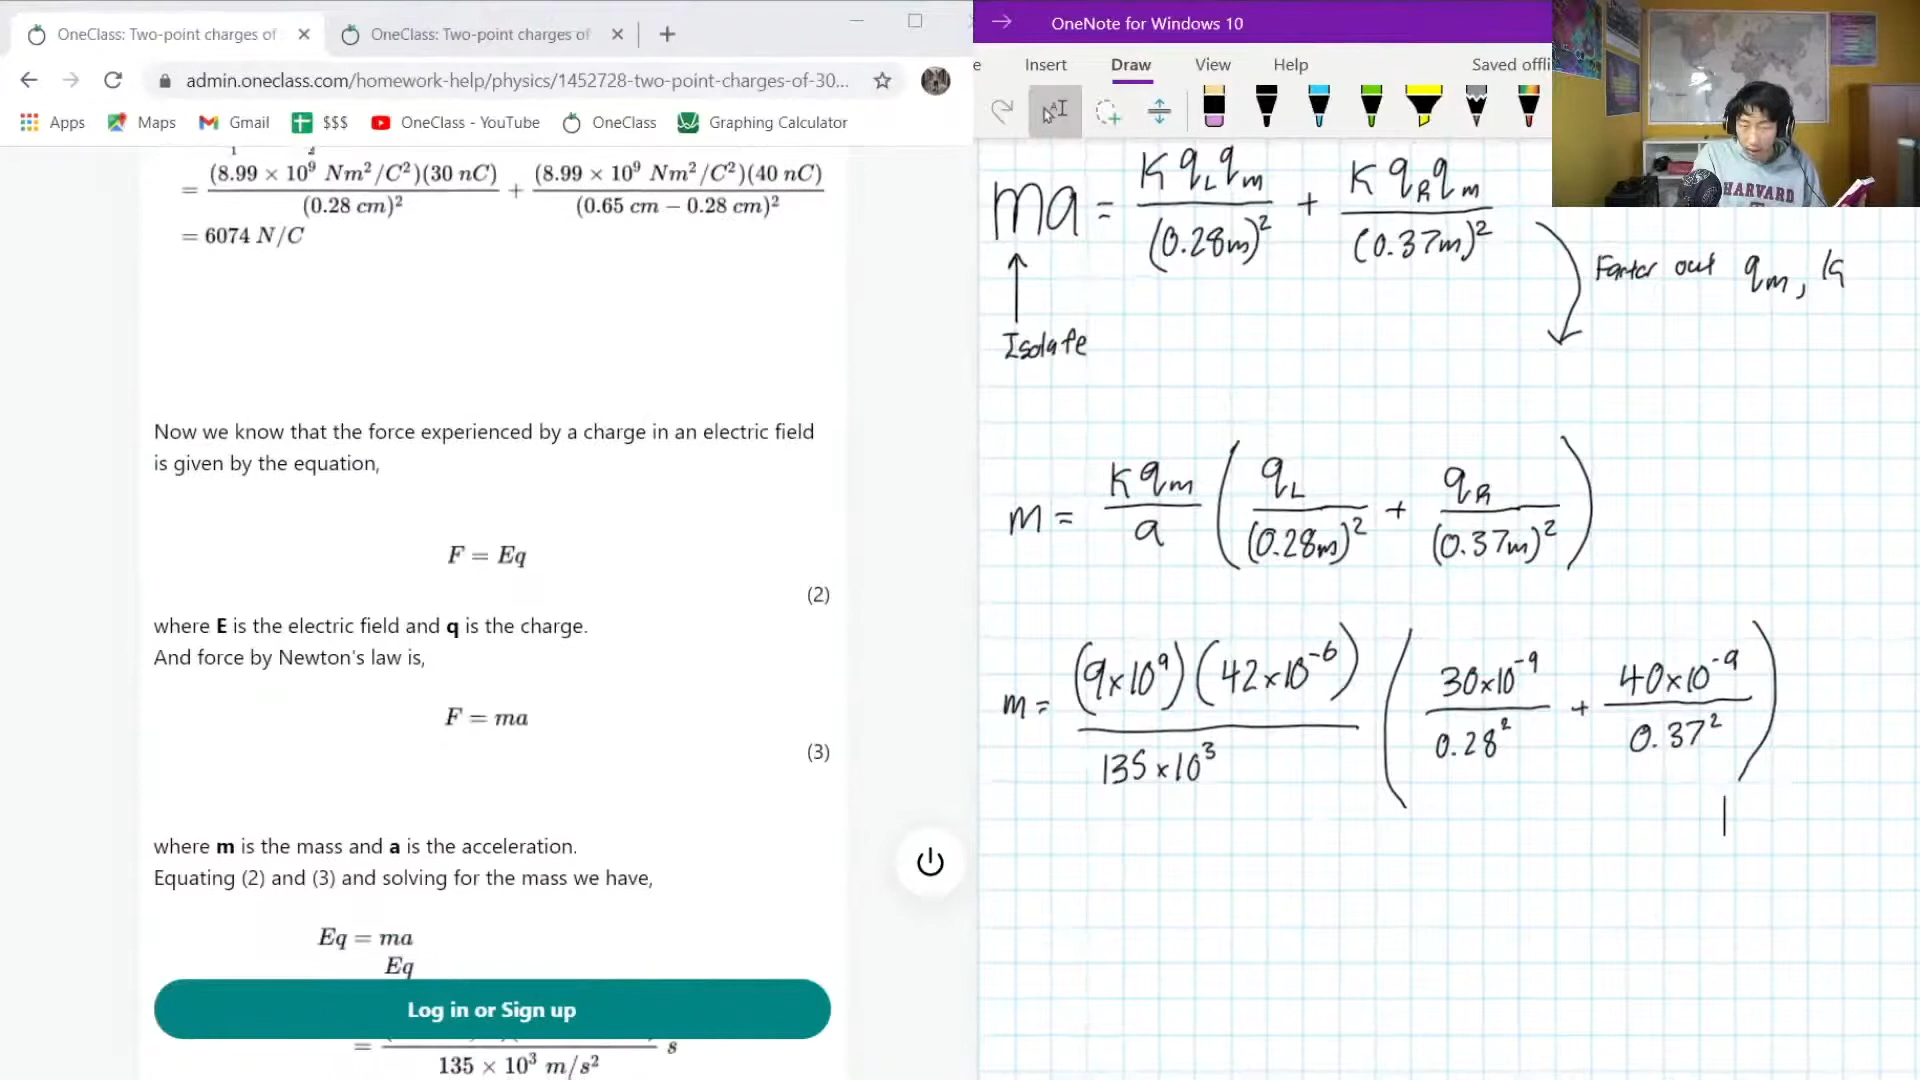 OneClass: Two-point charges of
OneClass: Two-point charges of
admin.oneclass.com/homework-help/physics/1452728-two-point-charges-of-30...
Apps Maps Gmail $$$ OneClass - YouTube OneClass Graphing Calculator
1 2
= (8.99 × 10⁹ Nm²/C²)(30 nC) / (0.28 cm)² + (8.99 × 10⁹ Nm²/C²)(40 nC) / (0.65 cm − 0.28 cm)²
= 6074 N/C
Now we know that the force experienced by a charge in an electric field
is given by the equation,
F = Eq
(2)
where E is the electric field and q is the charge.
And force by Newton's law is,
F = ma
(3)
where m is the mass and a is the acceleration.
Equating (2) and (3) and solving for the mass we have,
Eq = ma
Eq
Log in or Sign up
= s
135 × 10³ m/s²
OneNote for Windows 10
e Insert Draw View Help Saved offli
HARVARD
ma = K q_L q_m / (0.28m)² + K q_R q_m / (0.37m)²
Factor out q_m, K
Isolate
m = K q_m / a ( q_L / (0.28m)² + q_R / (0.37m)² )
m = (9×10⁹)(42×10⁻⁶) / 135×10³ ( 30×10⁻⁹ / 0.28² + 40×10⁻⁹ / 0.37² )